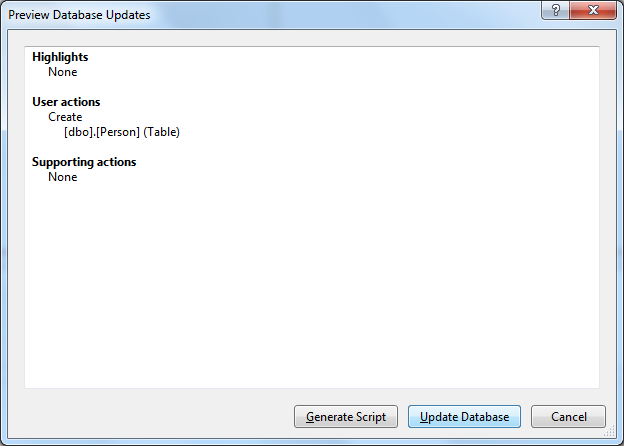 Preview Database Updates
?
Highlights
None
User actions
Create
[dbo].[Person] (Table)
Supporting actions
None
Generate Script
Update Database
Cancel